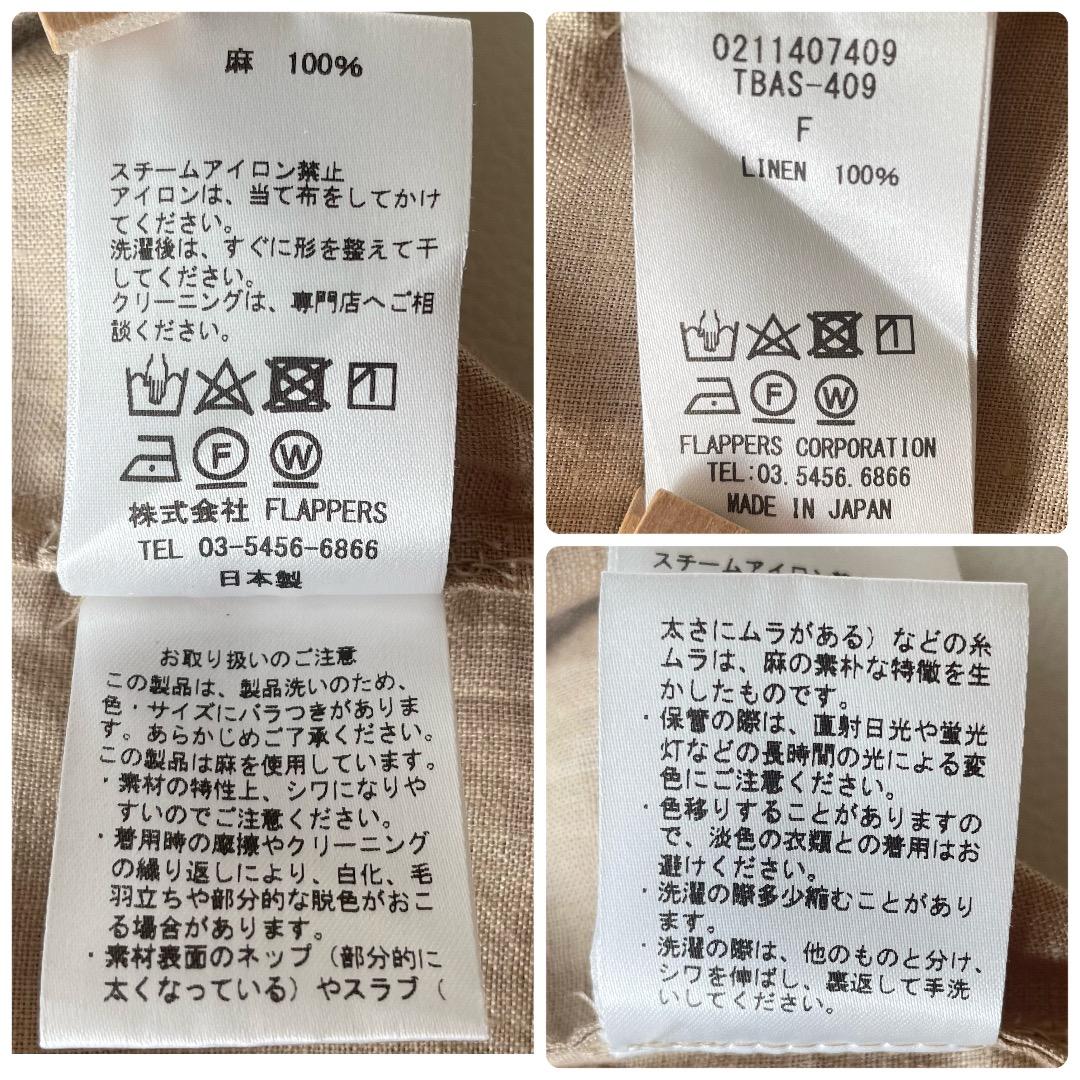 麻 100%
スチームアイロン禁止
アイロンは、当て布をしてかけ
てください。
洗濯後は、すぐに形を整えて干
してください。
クリーニングは、専門店へご相
談ください。
F W
株式会社 FLAPPERS
TEL 03-5456-6866
日本製
お取り扱いのご注意
この製品は、製品洗いのため、
色・サイズにバラつきがありま
す。あらかじめご了承ください。
この製品は麻を使用しています。
・素材の特性上、シワになりや
すいのでご注意ください。
・着用時の摩擦やクリーニング
の繰り返しにより、白化、毛
羽立ちや部分的な脱色がおこ
る場合があります。
・素材表面のネップ（部分的に
太くなっている）やスラブ（
0211407409
TBAS-409
F
LINEN 100%
F W
FLAPPERS CORPORATION
TEL:03.5456.6866
MADE IN JAPAN
スチームアイロン
太さにムラがある）などの糸
ムラは、麻の素朴な特徴を生
かしたものです。
・保管の際は、直射日光や蛍光
灯などの長時間の光による変
色にご注意ください。
・色移りすることがありますの
で、淡色の衣類との着用はお
避けください。
・洗濯の際多少縮むことがあり
ます。
・洗濯の際は、他のものと分け、
シワを伸ばし、裏返して手洗
いしてください。